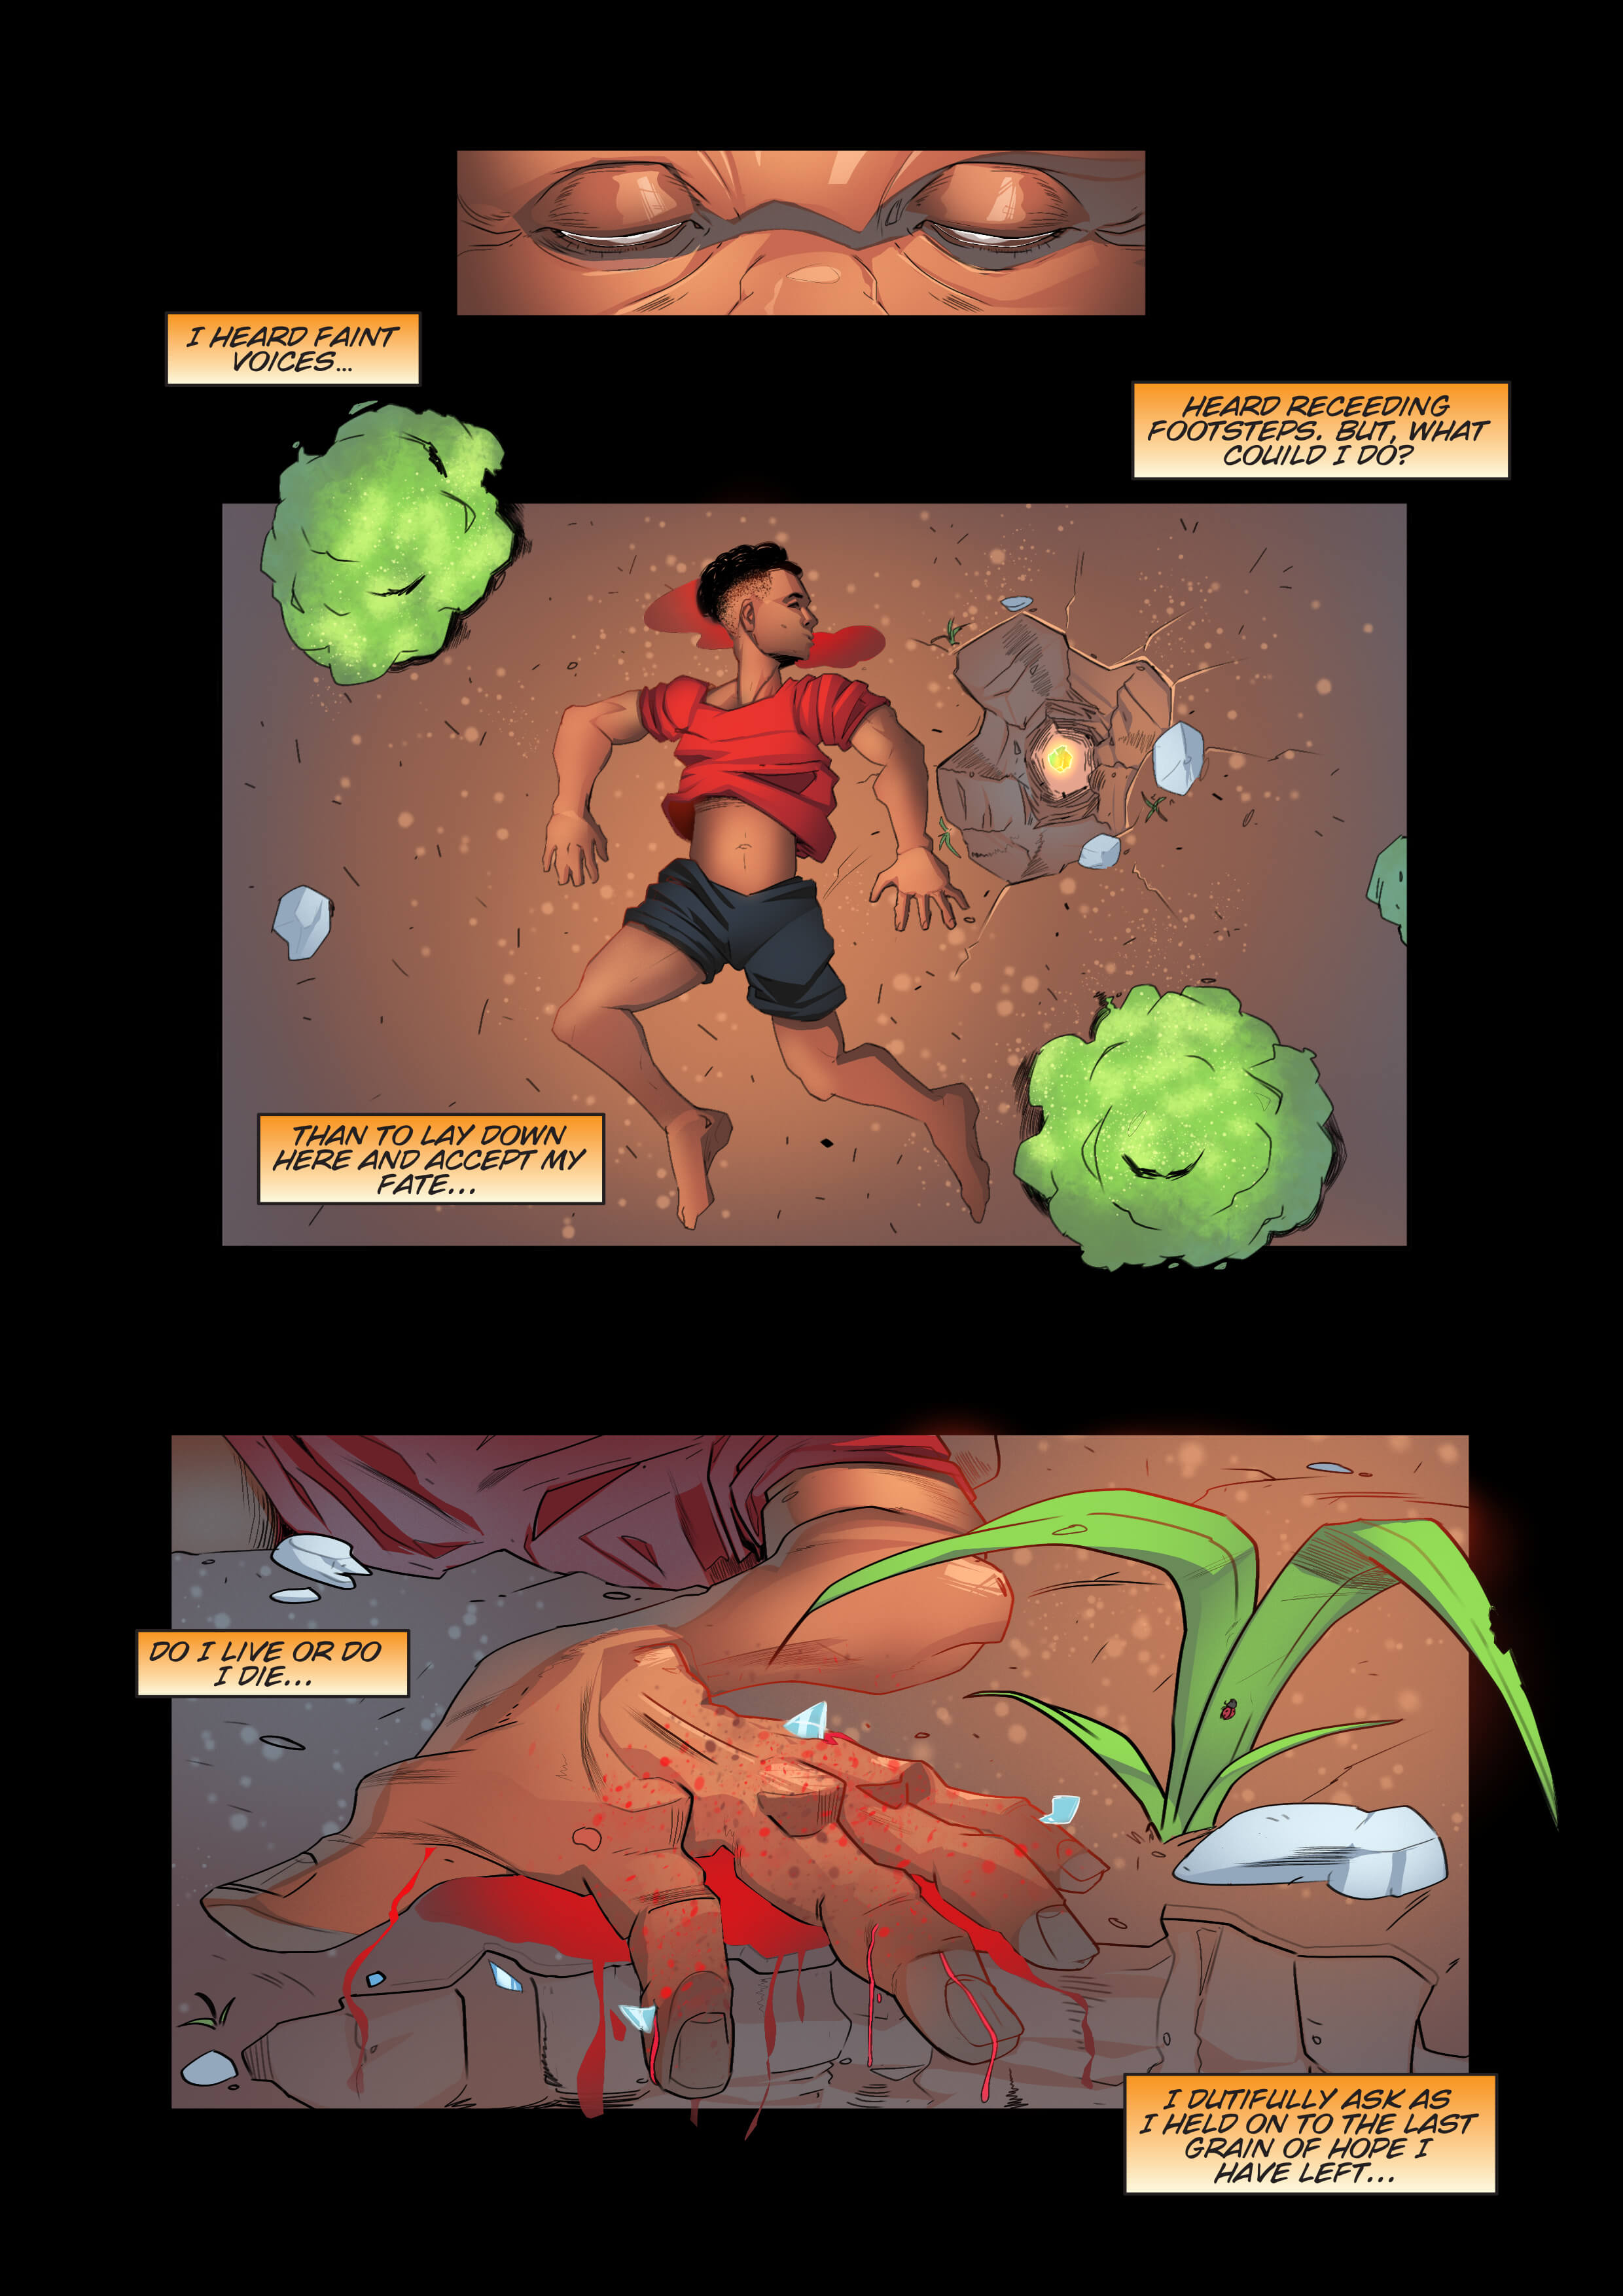 I HEARD FAINT
VOICES...
HEARD RECEEDING
FOOTSTEPS. BUT, WHAT
COUILD I DO?
THAN TO LAY DOWN
HERE AND ACCEPT MY
FATE...
DO I LIVE OR DO
I DIE...
I DUTIFULLY ASK AS
I HELD ON TO THE LAST
GRAIN OF HOPE I
HAVE LEFT...